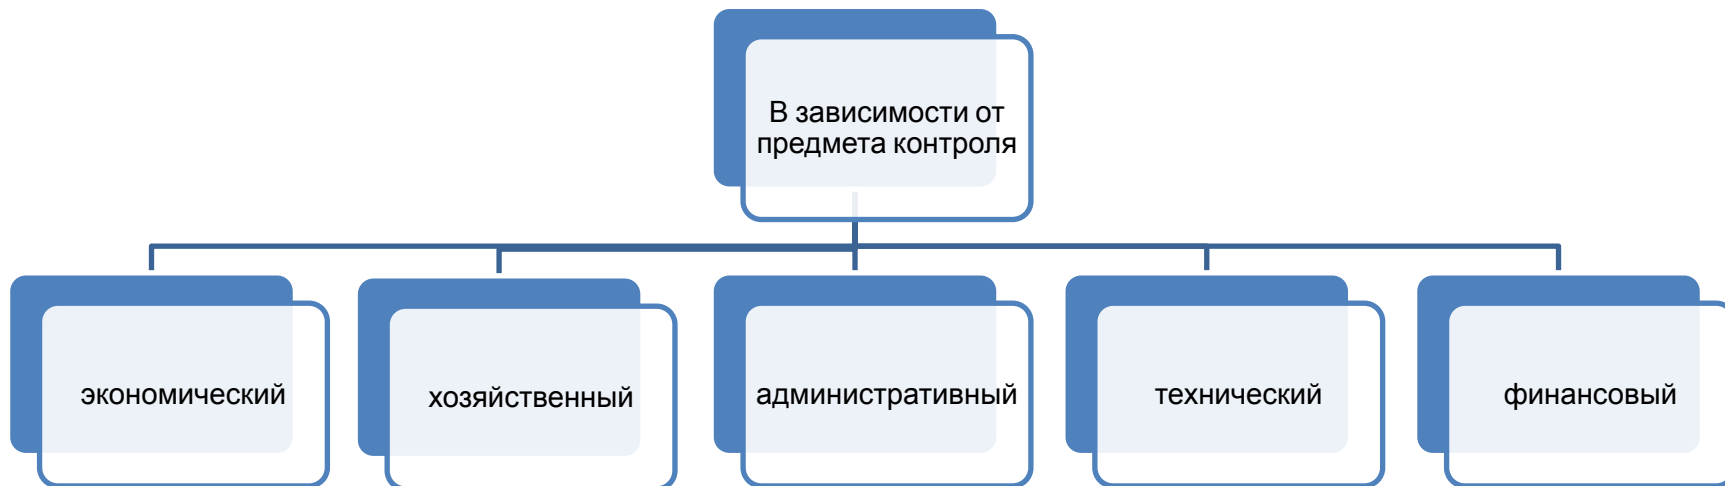 В зависимости от
предмета контроля
экономический
хозяйственный
административный
технический
финансовый